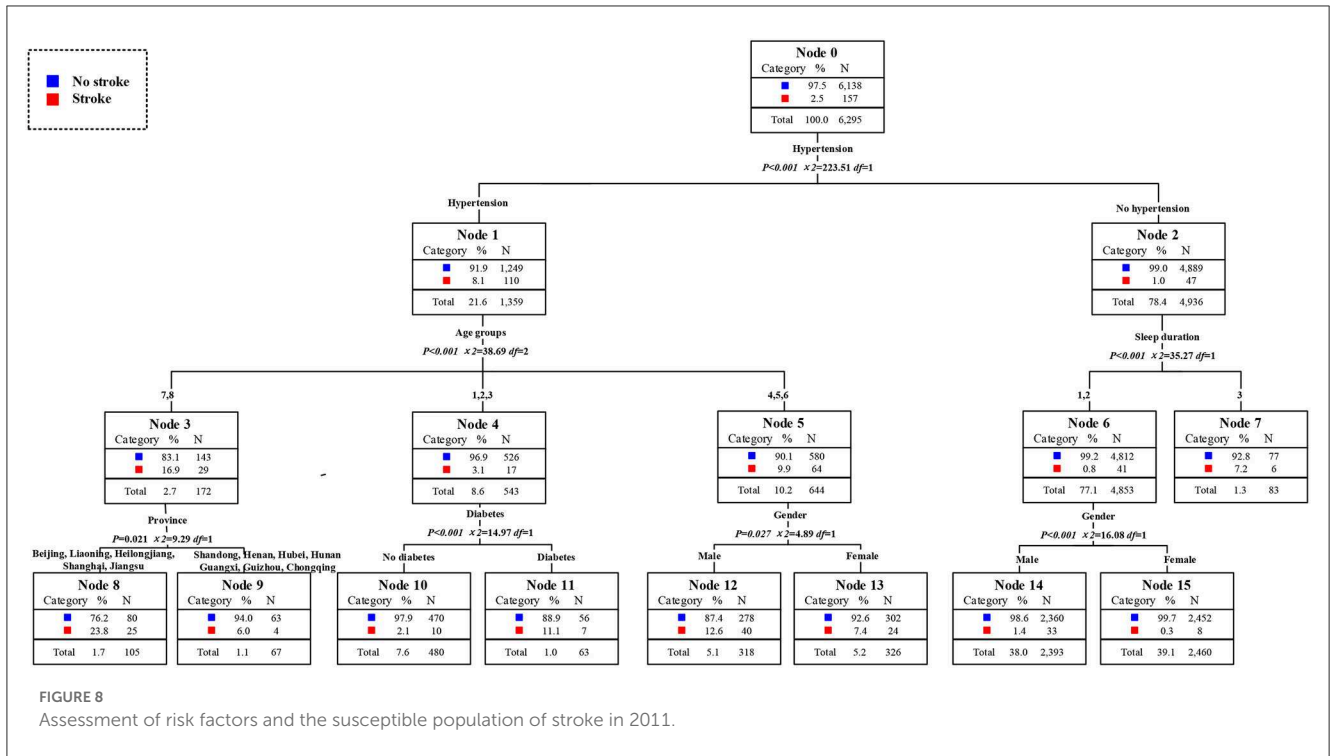 No stroke
Stroke
Node 0
Category % N
97.5 6,138
2.5 157
Total 100.0 6,295
Hypertension
P<0.001 x2=223.51 df=1
Hypertension
No hypertension
Node 1
Category % N
91.9 1,249
8.1 110
Total 21.6 1,359
Node 2
Category % N
99.0 4,889
1.0 47
Total 78.4 4,936
Age groups
P<0.001 x2=38.69 df=2
Sleep duration
P<0.001 x2=35.27 df=1
7,8
1,2,3
4,5,6
1,2
3
Node 3
Category % N
83.1 143
16.9 29
Total 2.7 172
Node 4
Category % N
96.9 526
3.1 17
Total 8.6 543
Node 5
Category % N
90.1 580
9.9 64
Total 10.2 644
Node 6
Category % N
99.2 4,812
0.8 41
Total 77.1 4,853
Node 7
Category % N
92.8 77
7.2 6
Total 1.3 83
Province
P=0.021 x2=9.29 df=1
Diabetes
P<0.001 x2=14.97 df=1
Gender
P=0.027 x2=4.89 df=1
Gender
P<0.001 x2=16.08 df=1
Beijing, Liaoning, Heilongjiang,
Shanghai, Jiangsu
Shandong, Henan, Hubei, Hunan
Guangxi, Guizhou, Chongqing
No diabetes
Diabetes
Male
Female
Male
Female
Node 8
Category % N
76.2 80
23.8 25
Total 1.7 105
Node 9
Category % N
94.0 63
6.0 4
Total 1.1 67
Node 10
Category % N
97.9 470
2.1 10
Total 7.6 480
Node 11
Category % N
88.9 56
11.1 7
Total 1.0 63
Node 12
Category % N
87.4 278
12.6 40
Total 5.1 318
Node 13
Category % N
92.6 302
7.4 24
Total 5.2 326
Node 14
Category % N
98.6 2,360
1.4 33
Total 38.0 2,393
Node 15
Category % N
99.7 2,452
0.3 8
Total 39.1 2,460
FIGURE 8
Assessment of risk factors and the susceptible population of stroke in 2011.